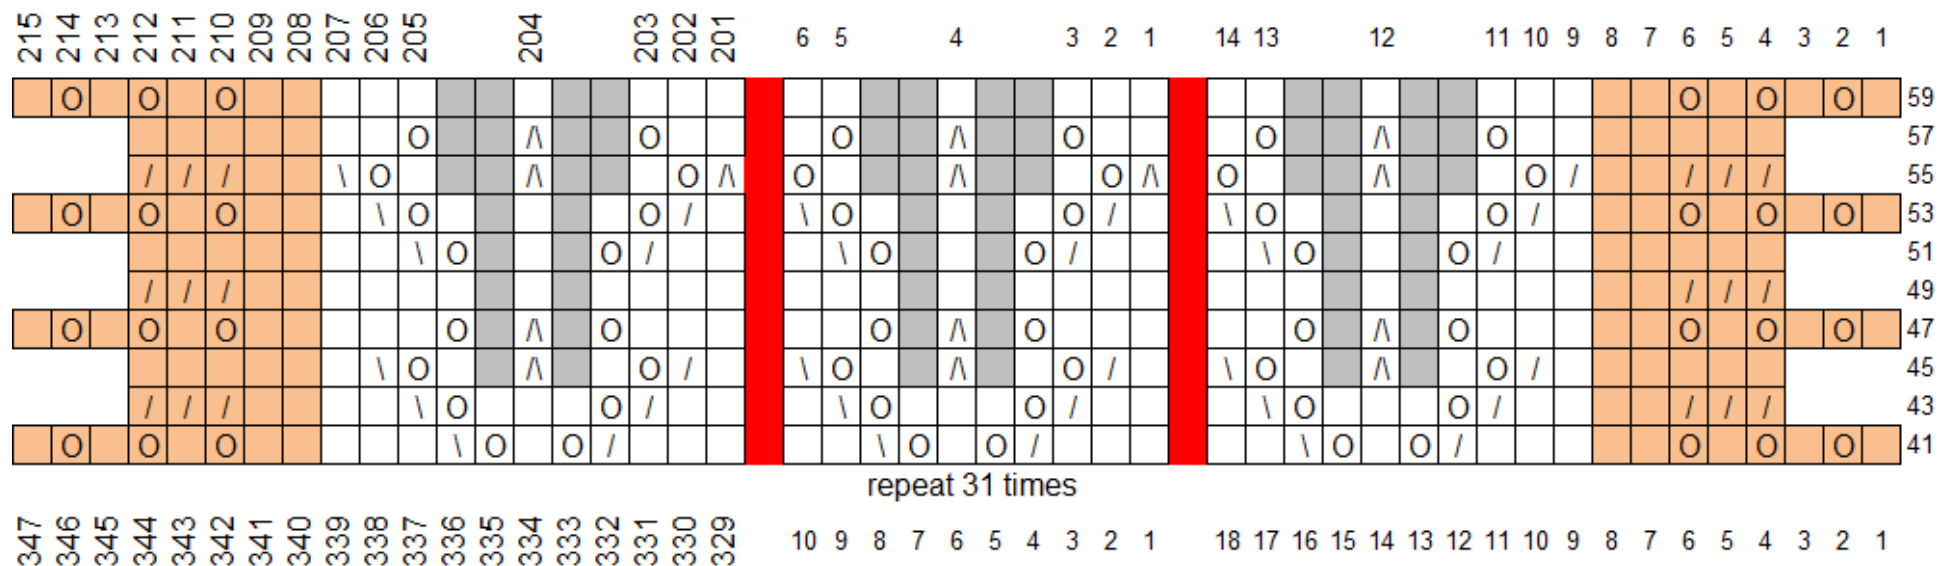 215 214 213 212 211 210 209 208 207 206 205 204 203 202 201 6 5 4 3 2 1 14 13 12 11 10 9 8 7 6 5 4 3 2 1
O O O O O O 59
O /\ O O /\ O O /\ O 57
/ / / \ O /\ O /\ O /\ O /\ O /\ O / / / / 55
O O O \ O O / \ O O / \ O O / O O O 53
\ O O / \ O O / \ O O / 51
/ / / / / / 49
O O O O /\ O O /\ O O /\ O O O O 47
\ O /\ O / \ O /\ O / \ O /\ O / 45
/ / / \ O O / \ O O / \ O O / / / / 43
O O O \ O O / \ O O / \ O O / O O O 41
repeat 31 times
347 346 345 344 343 342 341 340 339 338 337 336 335 334 333 332 331 330 329 10 9 8 7 6 5 4 3 2 1 18 17 16 15 14 13 12 11 10 9 8 7 6 5 4 3 2 1